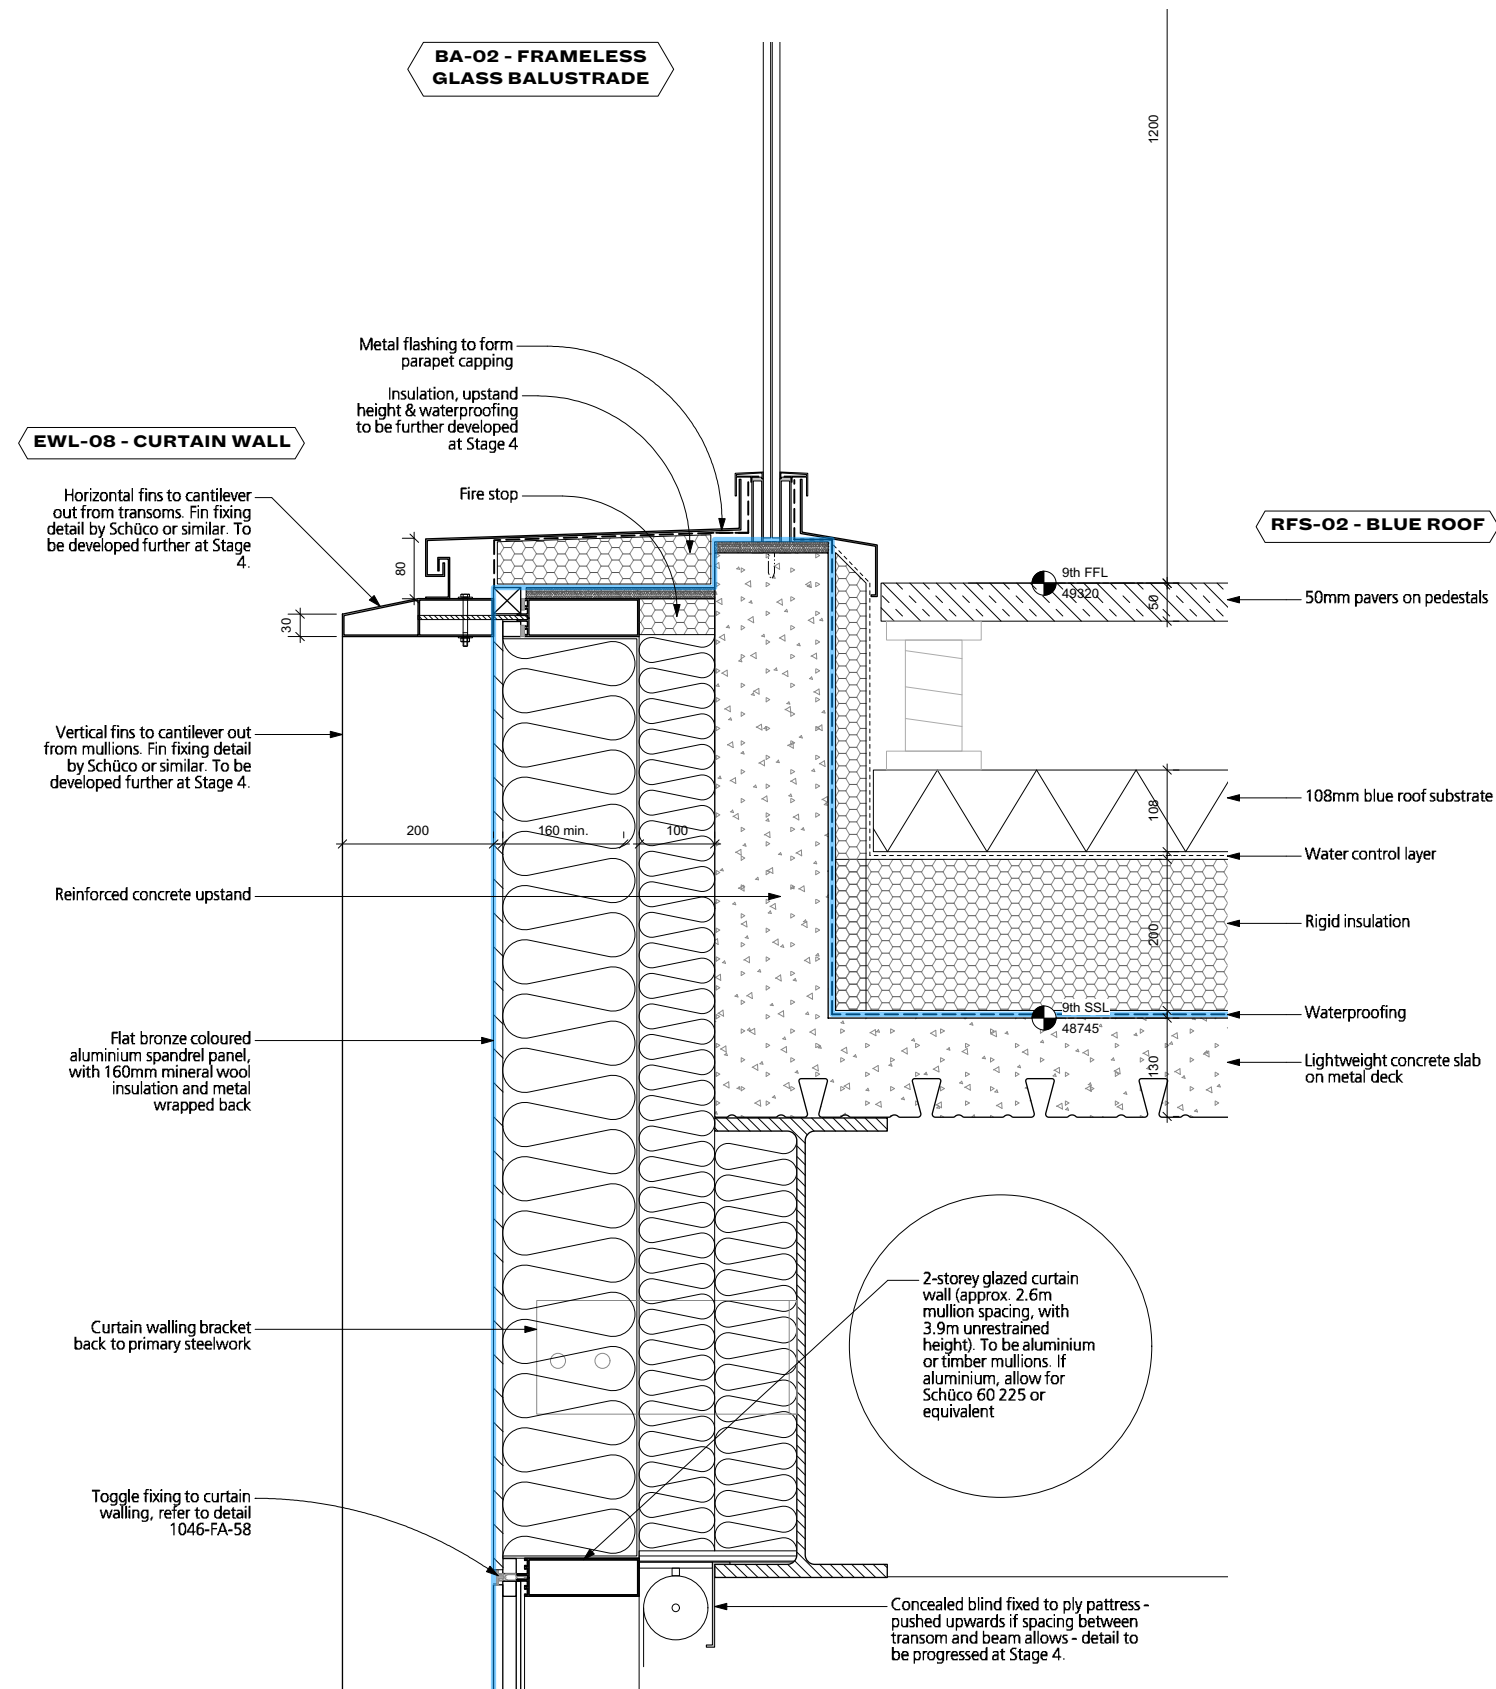 BA-02 - FRAMELESS
GLASS BALUSTRADE
1200
Metal flashing to form
parapet capping
Insulation, upstand
height & waterproofing
to be further developed
at Stage 4
EWL-08 - CURTAIN WALL
Fire stop
Horizontal fins to cantilever
out from transoms. Fin fixing
detail by Schüco or similar. To
be developed further at Stage
4.
RFS-02 - BLUE ROOF
80
30
9th FFL
49320
50
50mm pavers on pedestals
Vertical fins to cantilever out
from mullions. Fin fixing detail
by Schüco or similar. To be
developed further at Stage 4.
108
108mm blue roof substrate
200
160 min.
100
Water control layer
Reinforced concrete upstand
200
Rigid insulation
9th SSL
48745
Waterproofing
Flat bronze coloured
aluminium spandrel panel,
with 160mm mineral wool
insulation and metal
wrapped back
130
Lightweight concrete slab
on metal deck
2-storey glazed curtain
wall (approx. 2.6m
mullion spacing, with
3.9m unrestrained
height). To be aluminium
or timber mullions. If
aluminium, allow for
Schüco 60 225 or
equivalent
Curtain walling bracket
back to primary steelwork
Toggle fixing to curtain
walling, refer to detail
1046-FA-58
Concealed blind fixed to ply pattress -
pushed upwards if spacing between
transom and beam allows - detail to
be progressed at Stage 4.